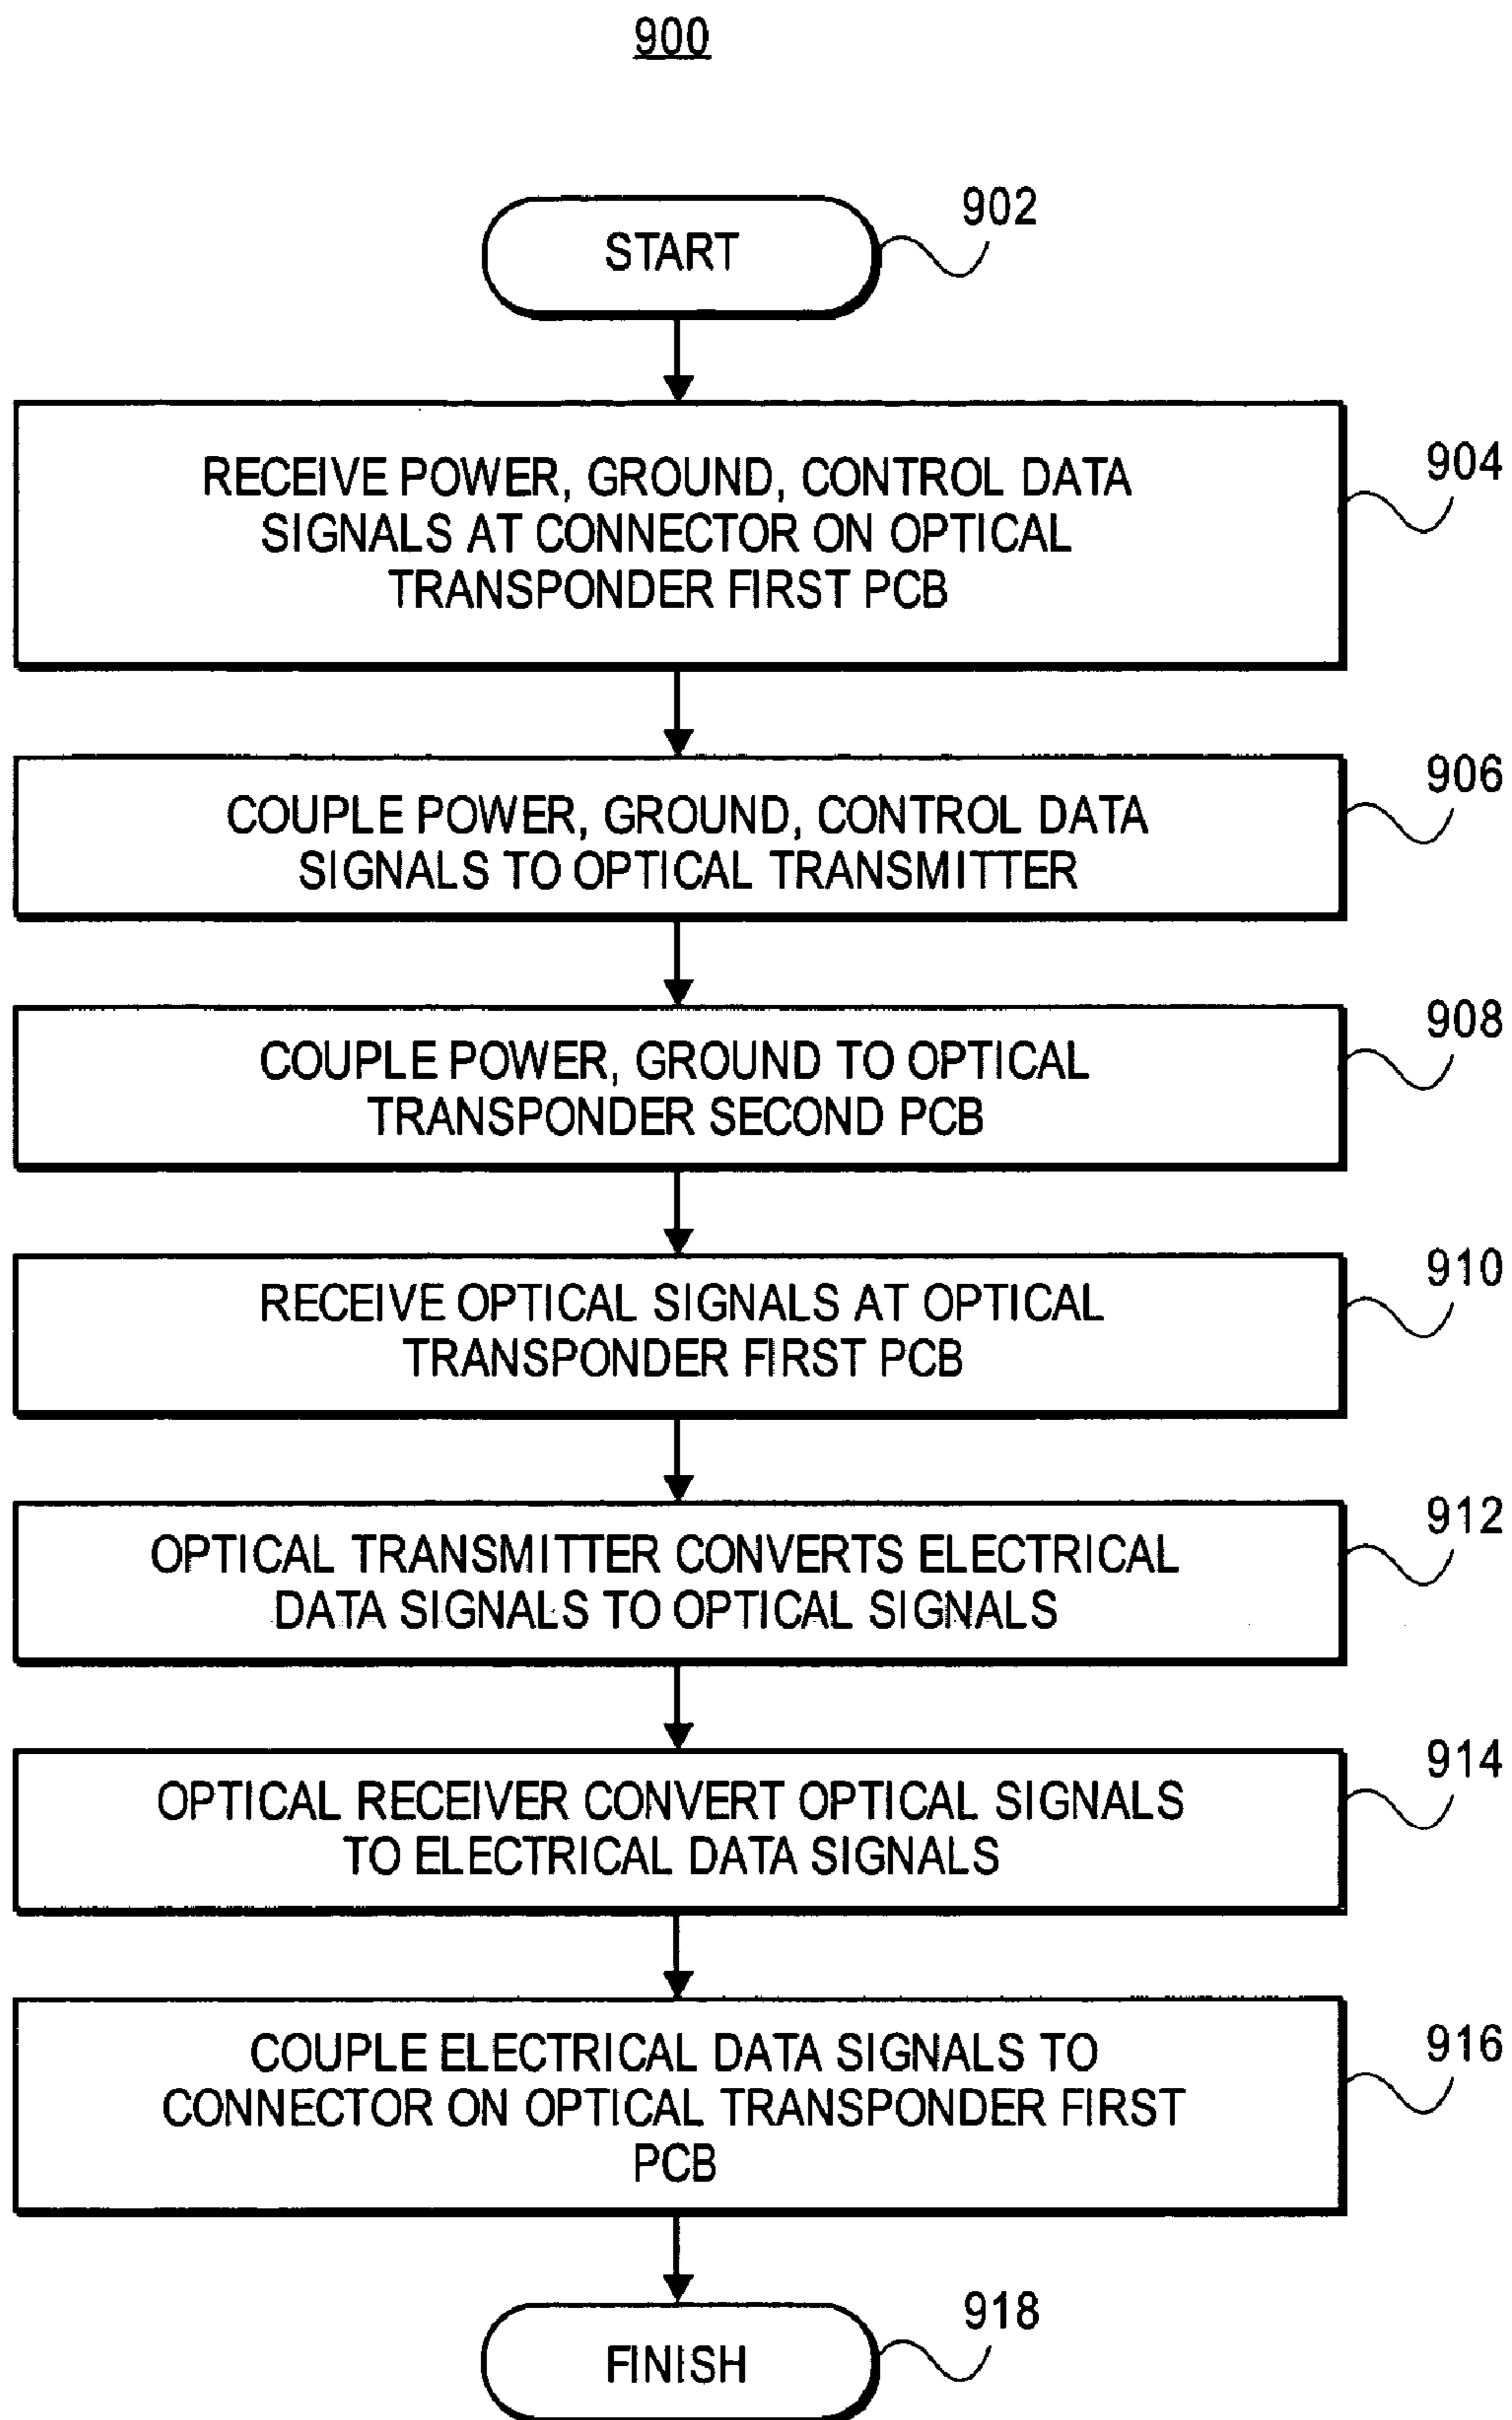 900
902
START
RECEIVE POWER, GROUND, CONTROL DATA
SIGNALS AT CONNECTOR ON OPTICAL
TRANSPONDER FIRST PCB
904
COUPLE POWER, GROUND, CONTROL DATA
SIGNALS TO OPTICAL TRANSMITTER
906
COUPLE POWER, GROUND TO OPTICAL
TRANSPONDER SECOND PCB
908
RECEIVE OPTICAL SIGNALS AT OPTICAL
TRANSPONDER FIRST PCB
910
OPTICAL TRANSMITTER CONVERTS ELECTRICAL
DATA SIGNALS TO OPTICAL SIGNALS
912
OPTICAL RECEIVER CONVERT OPTICAL SIGNALS
TO ELECTRICAL DATA SIGNALS
914
COUPLE ELECTRICAL DATA SIGNALS TO
CONNECTOR ON OPTICAL TRANSPONDER FIRST
PCB
916
FINISH
918